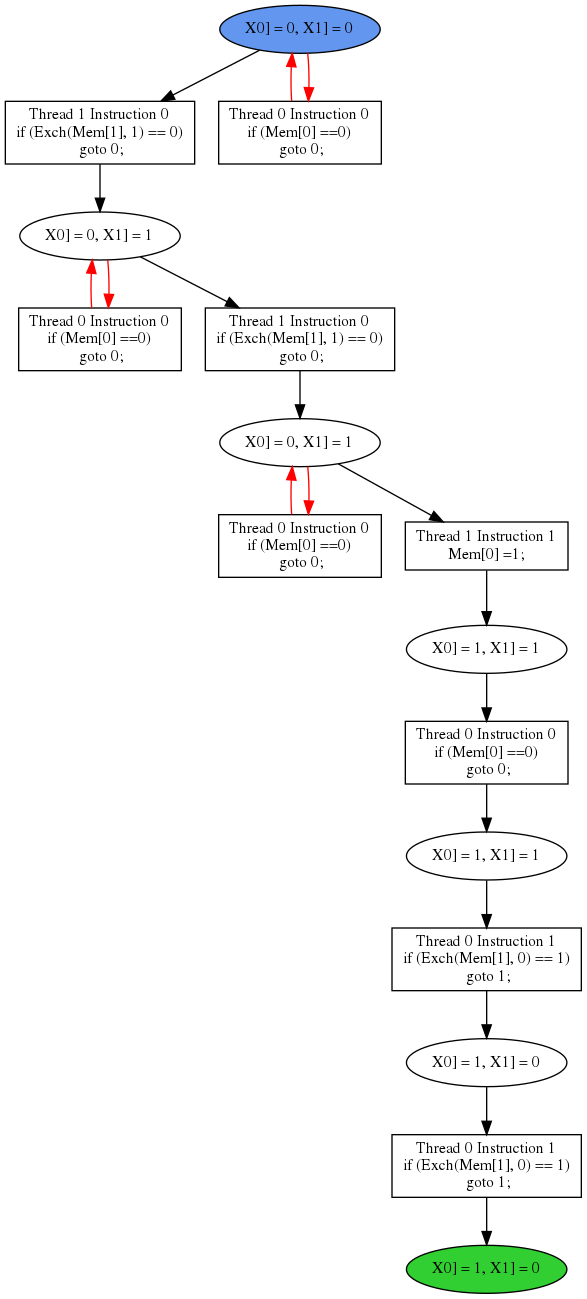 X0] = 0, X1] = 0
Thread 1 Instruction 0
if (Exch(Mem[1], 1) == 0)
goto 0;
Thread 0 Instruction 0
if (Mem[0] ==0)
goto 0;
X0] = 0, X1] = 1
Thread 0 Instruction 0
if (Mem[0] ==0)
goto 0;
Thread 1 Instruction 0
if (Exch(Mem[1], 1) == 0)
goto 0;
X0] = 0, X1] = 1
Thread 0 Instruction 0
if (Mem[0] ==0)
goto 0;
Thread 1 Instruction 1
Mem[0] =1;
X0] = 1, X1] = 1
Thread 0 Instruction 0
if (Mem[0] ==0)
goto 0;
X0] = 1, X1] = 1
Thread 0 Instruction 1
if (Exch(Mem[1], 0) == 1)
goto 1;
X0] = 1, X1] = 0
Thread 0 Instruction 1
if (Exch(Mem[1], 0) == 1)
goto 1;
X0] = 1, X1] = 0